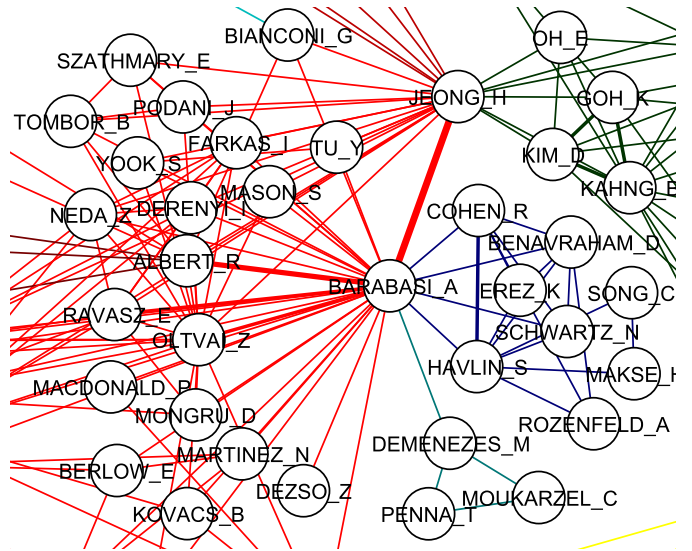 BIANCONI_G
OH_E
SZATHMARY_E
JEONG_H
GOH_K
PODANI_J
TOMBOR_B
FARKAS_I
TU_Y
KIM_D
YOOK_S
KAHNG_B
MASON_S
NEDA_Z
DERENYI_I
COHEN_R
BENAVRAHAM_D
ALBERT_R
BARABASI_A
EREZ_K
SONG_C
RAVASZ_E
SCHWARTZ_N
OLTVAI_Z
HAVLIN_S
MAKSE_H
MACDONALD_P
MONGRU_D
ROZENFELD_A
DEMENEZES_M
MARTINEZ_N
BERLOW_E
DEZSO_Z
MOUKARZEL_C
KOVACS_B
PENNA_T